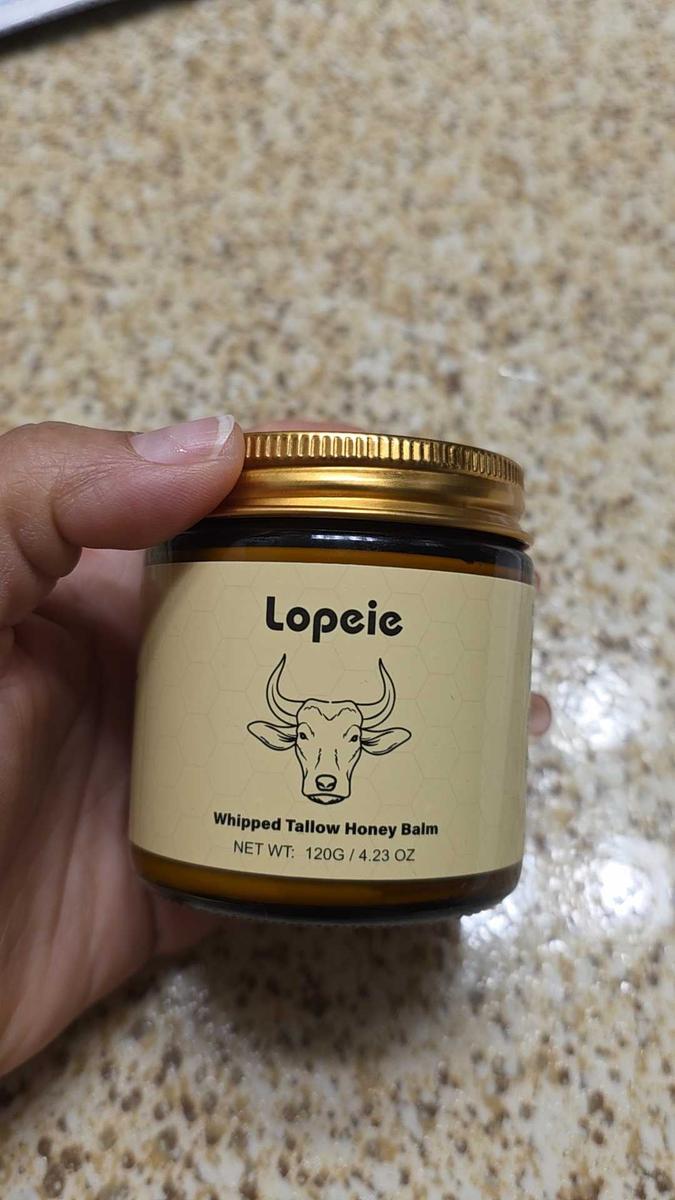 Lopeie
Whipped Tallow Honey Balm
NET WT: 120G / 4.23 OZ